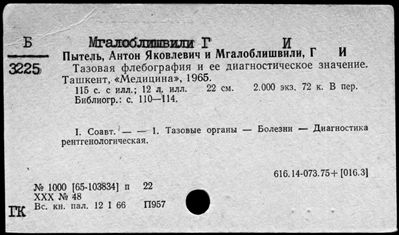 Б Мгалоблишвили Г И
3225
Пытель, Антон Яковлевич и Мгалоблишвили, Г И
Тазовая флебография и ее диагностическое значение.
Ташкент, «Медицина», 1965.
115 с. с илл.; 12 л. илл. 22 см. 2.000 экз. 72 к. В пер.
Библиогр.: с. 110—114.
I. Соавт. — — 1. Тазовые органы — Болезни — Диагностика
рентгенологическая.
616.14-073.75+[016.3]
№ 1000 [65-103834] п 22
XXX № 48
Вс. кн. пал. 12 1 66 П957
ГК